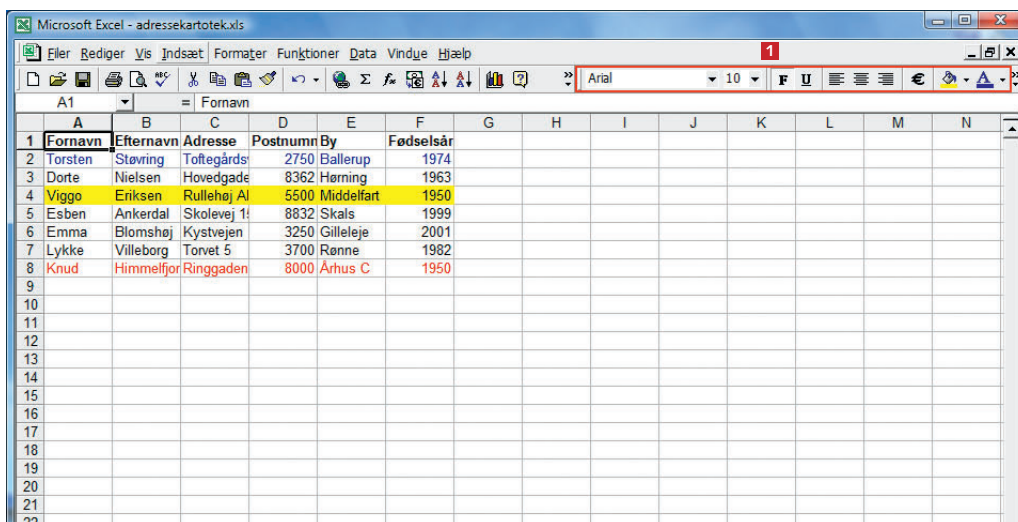 Microsoft Excel - adressekartotek.xls
Filer Rediger Vis Indsæt Formater Funktioner Data Vindue Hjælp
1
ABC Σ fx € Arial 10 F U € A
A1 = Fornavn
A B C D E F G H I J K L M N
1 Fornavn Efternavn Adresse Postnumn By Fødselsår
2 Torsten Støvring Toftegårds 2750 Ballerup 1974
3 Dorte Nielsen Hovedgade 8362 Hørning 1963
4 Viggo Eriksen Rullehøj Al 5500 Middelfart 1950
5 Esben Ankerdal Skolevej 1 8832 Skals 1999
6 Emma Blomshøj Kystvejen 3250 Gilleleje 2001
7 Lykke Villeborg Torvet 5 3700 Rønne 1982
8 Knud Himmelfjor Ringgaden 8000 Århus C 1950
9
10
11
12
13
14
15
16
17
18
19
20
21
22